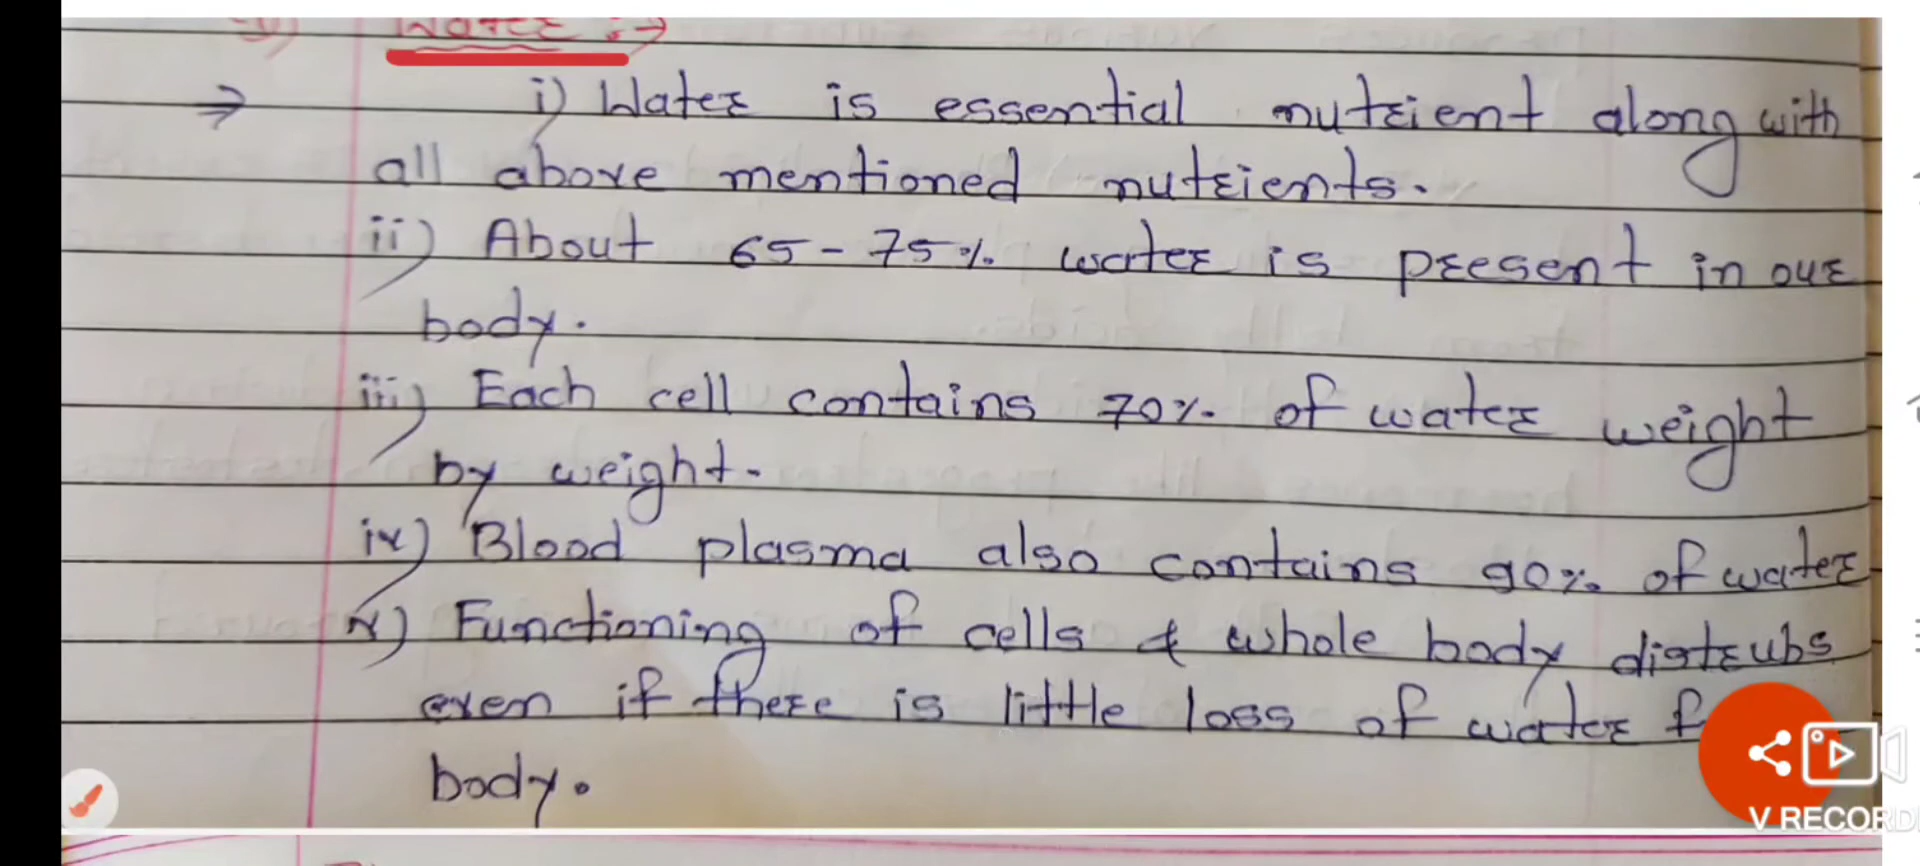 Water :→
⇒ i) Water is essential nutrient along with
all above mentioned nutrients.
ii) About 65-75% water is present in our
body.
iii) Each cell contains 70% of water weight
by weight.
iv) Blood plasma also contains 90% of water
v) Functioning of cells & whole body distrubs
even if there is little loss of water f
body.
V RECORD